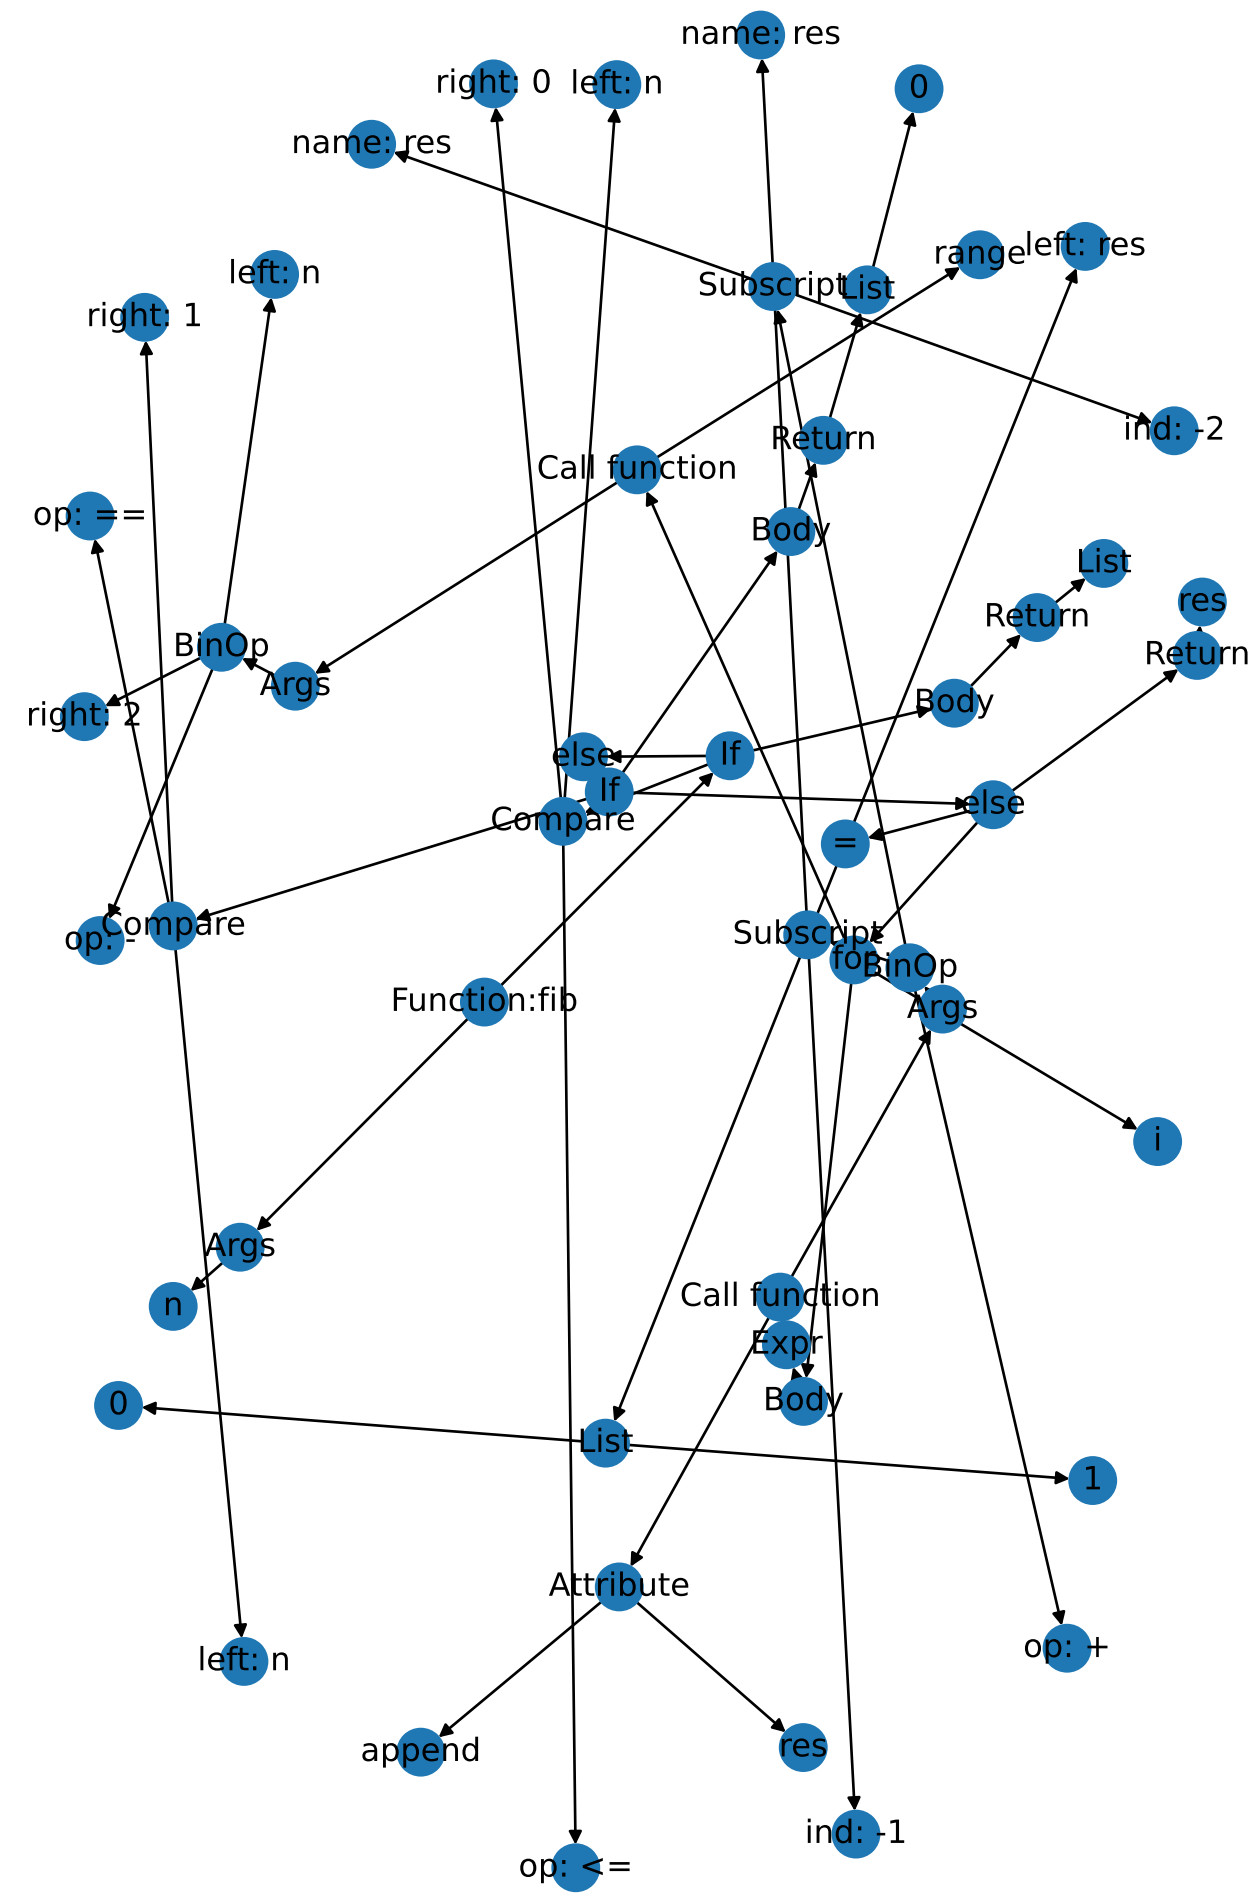 name: res
right: 0
left: n
0
name: res
range
left: res
left: n
Subscript
List
right: 1
ind: -2
Return
Call function
op: ==
Body
List
res
Return
BinOp
Return
Args
Body
right: 2
else
If
If
else
Compare
=
Compare
op: -
Subscript
for
BinOp
Function:fib
Args
i
Args
Call function
n
Expr
Body
0
List
1
Attribute
op: +
left: n
append
res
ind: -1
op: <=